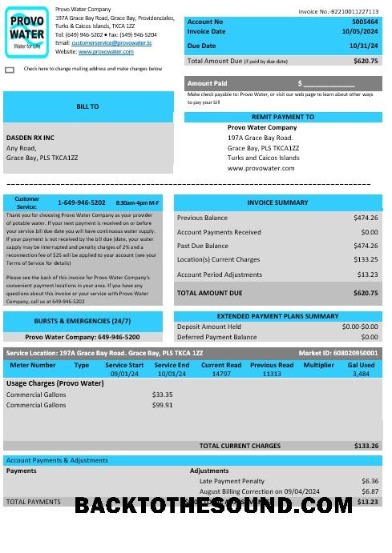 PROVO
WATER
Water for Life
Provo Water Company
197A Grace Bay Road, Grace Bay, Providenciales,
Turks & Caicos Islands, TKCA 1ZZ
Tel: (649) 946-5202 • Fax: (649) 946-5204
Email: customerservice@provowater.tc
Website: www.provowater.com
Check here to change mailing address and make changes below
Invoice No.-82210011227113
Account No 5005464
Invoice Date 10/05/2024
Due Date 10/31/24
Total Amount Due (if paid by due date) $620.75
Amount Paid $
Make check payable to: Provo Water, or visit our web page to learn about other ways
to pay your bill
BILL TO
DASDEN RX INC
Any Road,
Grace Bay, PLS TKCA1ZZ
REMIT PAYMENT TO
Provo Water Company
197A Grace Bay Road.
Grace Bay, PLS TKCA1ZZ
Turks and Caicos Islands
www.provowater.com
Customer Service: 1-649-946-5202 8:30am-4pm M-F
Thank you for choosing Provo Water Company as your provider
of potable water. If your next payment is received on or before
your service bill due date you will have continuous water supply.
If your payment is not received by the bill due date, your water
supply may be interrupted and penalty charges of 2% and a
reconnection fee of $25 will be applied to your account (see your
Terms of Service for details)
Please see the back of this invoice for Provo Water Company's
convenient payment locations in your area. If you have any
questions about this invoice or your service with Provo Water
Company, call us at 649-946-5202
INVOICE SUMMARY
Previous Balance $474.26
Account Payments Received $0.00
Past Due Balance $474.26
Location(s) Current Charges $133.25
Account Period Adjustments $13.23
TOTAL AMOUNT DUE $620.75
BURSTS & EMERGENCIES (24/7)
Provo Water Company: 649-946-5200
EXTENDED PAYMENT PLANS SUMMARY
Deposit Amount Held $0.00-$0.00
Deferred Payment Balance $0.00
Service Location: 197A Grace Bay Road. Grace Bay, PLS TKCA 1ZZ Market ID: 6080209S0001
Meter Number Type Service Start Service End Current Read Previous Read Multiplier Gal Used
09/01/24 10/01/24 14797 11313 3,484
Usage Charges (Provo Water)
Commercial Gallons $33.35
Commercial Gallons $99.91
TOTAL CURRENT CHARGES $133.26
Account Payments & Adjustments
Payments Adjustments
Late Payment Penalty $6.36
August Billing Correction on 09/04/2024 $6.87
TOTAL PAYMENTS $13.23
BACKTOTHESOMID.COM